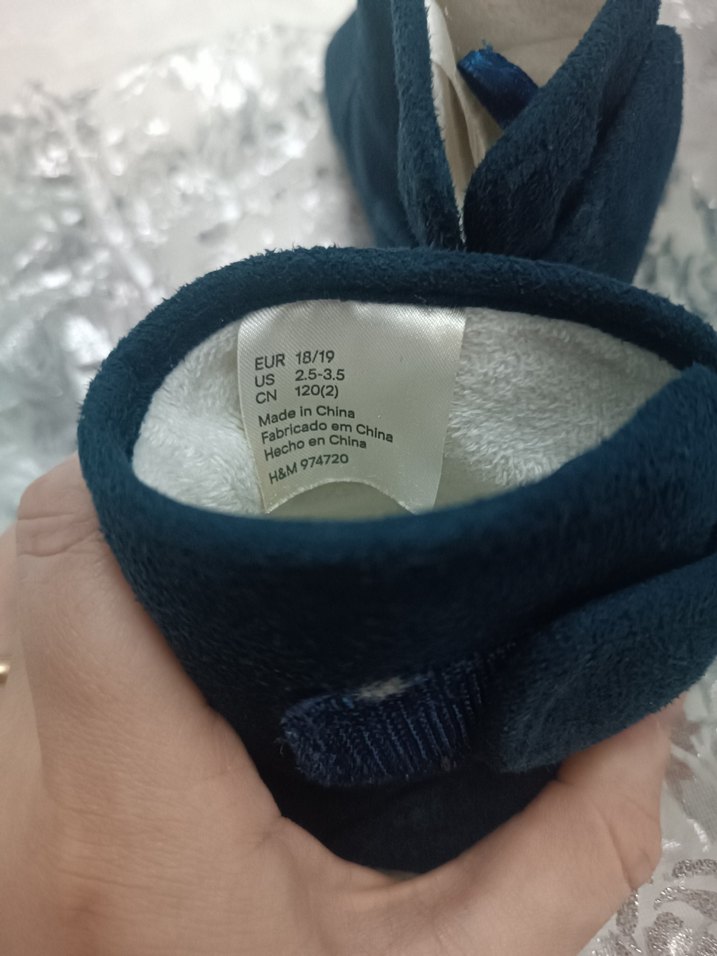 EUR 18/19
US 2.5-3.5
CN 120(2)
Made in China
Fabricado em China
Hecho en China
H&M 974720